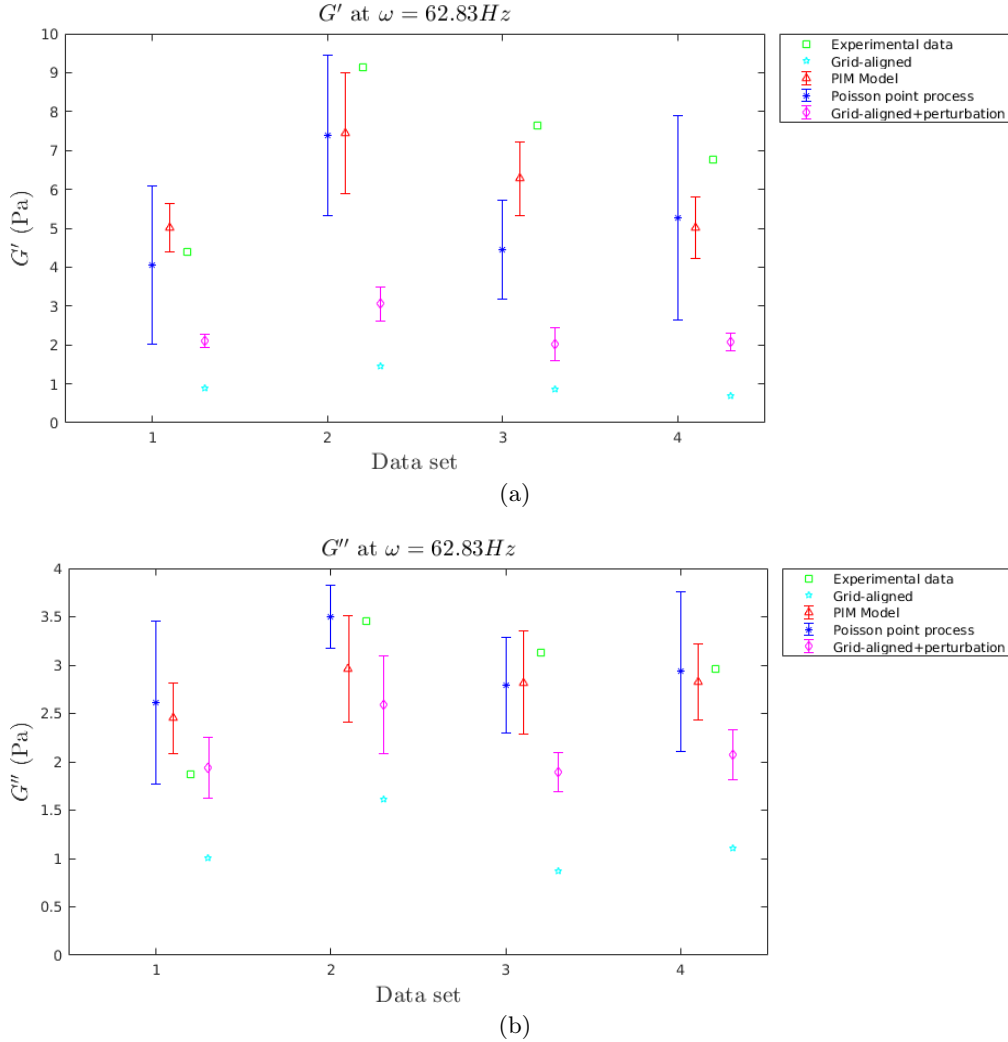 G′ at ω = 62.83Hz
10
9
8
7
6
5
4
3
2
1
0
G′ (Pa)
1 2 3 4
Data set
Experimental data
Grid-aligned
PIM Model
Poisson point process
Grid-aligned+perturbation
(a)
G″ at ω = 62.83Hz
4
3.5
3
2.5
2
1.5
1
0.5
0
G″ (Pa)
1 2 3 4
Data set
Experimental data
Grid-aligned
PIM Model
Poisson point process
Grid-aligned+perturbation
(b)